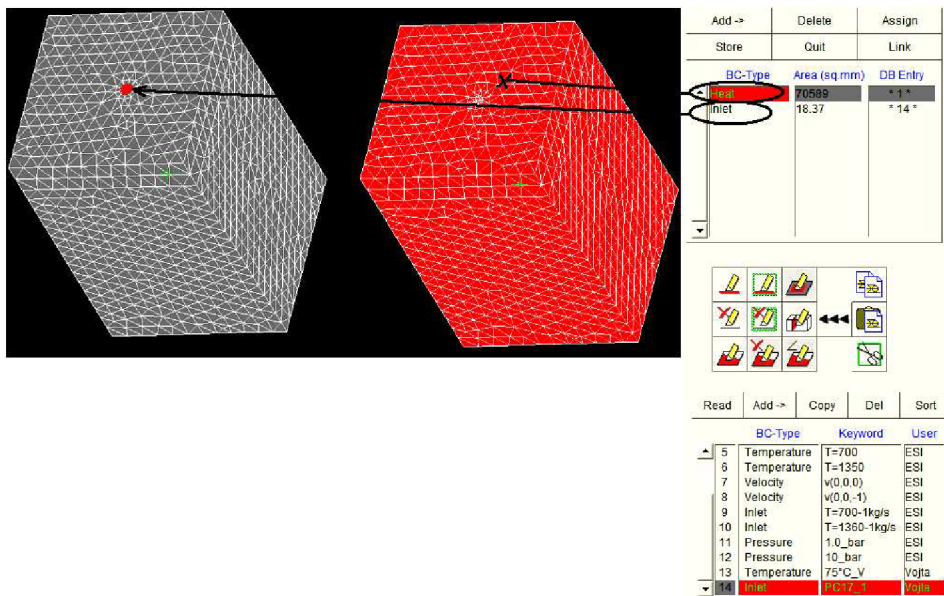 Add -> Delete Assign
Store Quit Link
BC-Type Area (sq.mm) DB Entry
Heat 70589 * 1 *
Inlet 18.37 * 14 *
Read Add -> Copy Del Sort
BC-Type Keyword User
5 Temperature T=700 ESI
6 Temperature T=1350 ESI
7 Velocity v(0,0,0) ESI
8 Velocity v(0,0,-1) ESI
9 Inlet T=700-1kg/s ESI
10 Inlet T=1360-1kg/s ESI
11 Pressure 1.0_bar ESI
12 Pressure 10_bar ESI
13 Temperature 75°C_V Vojta
14 Inlet PC17_1 Vojta